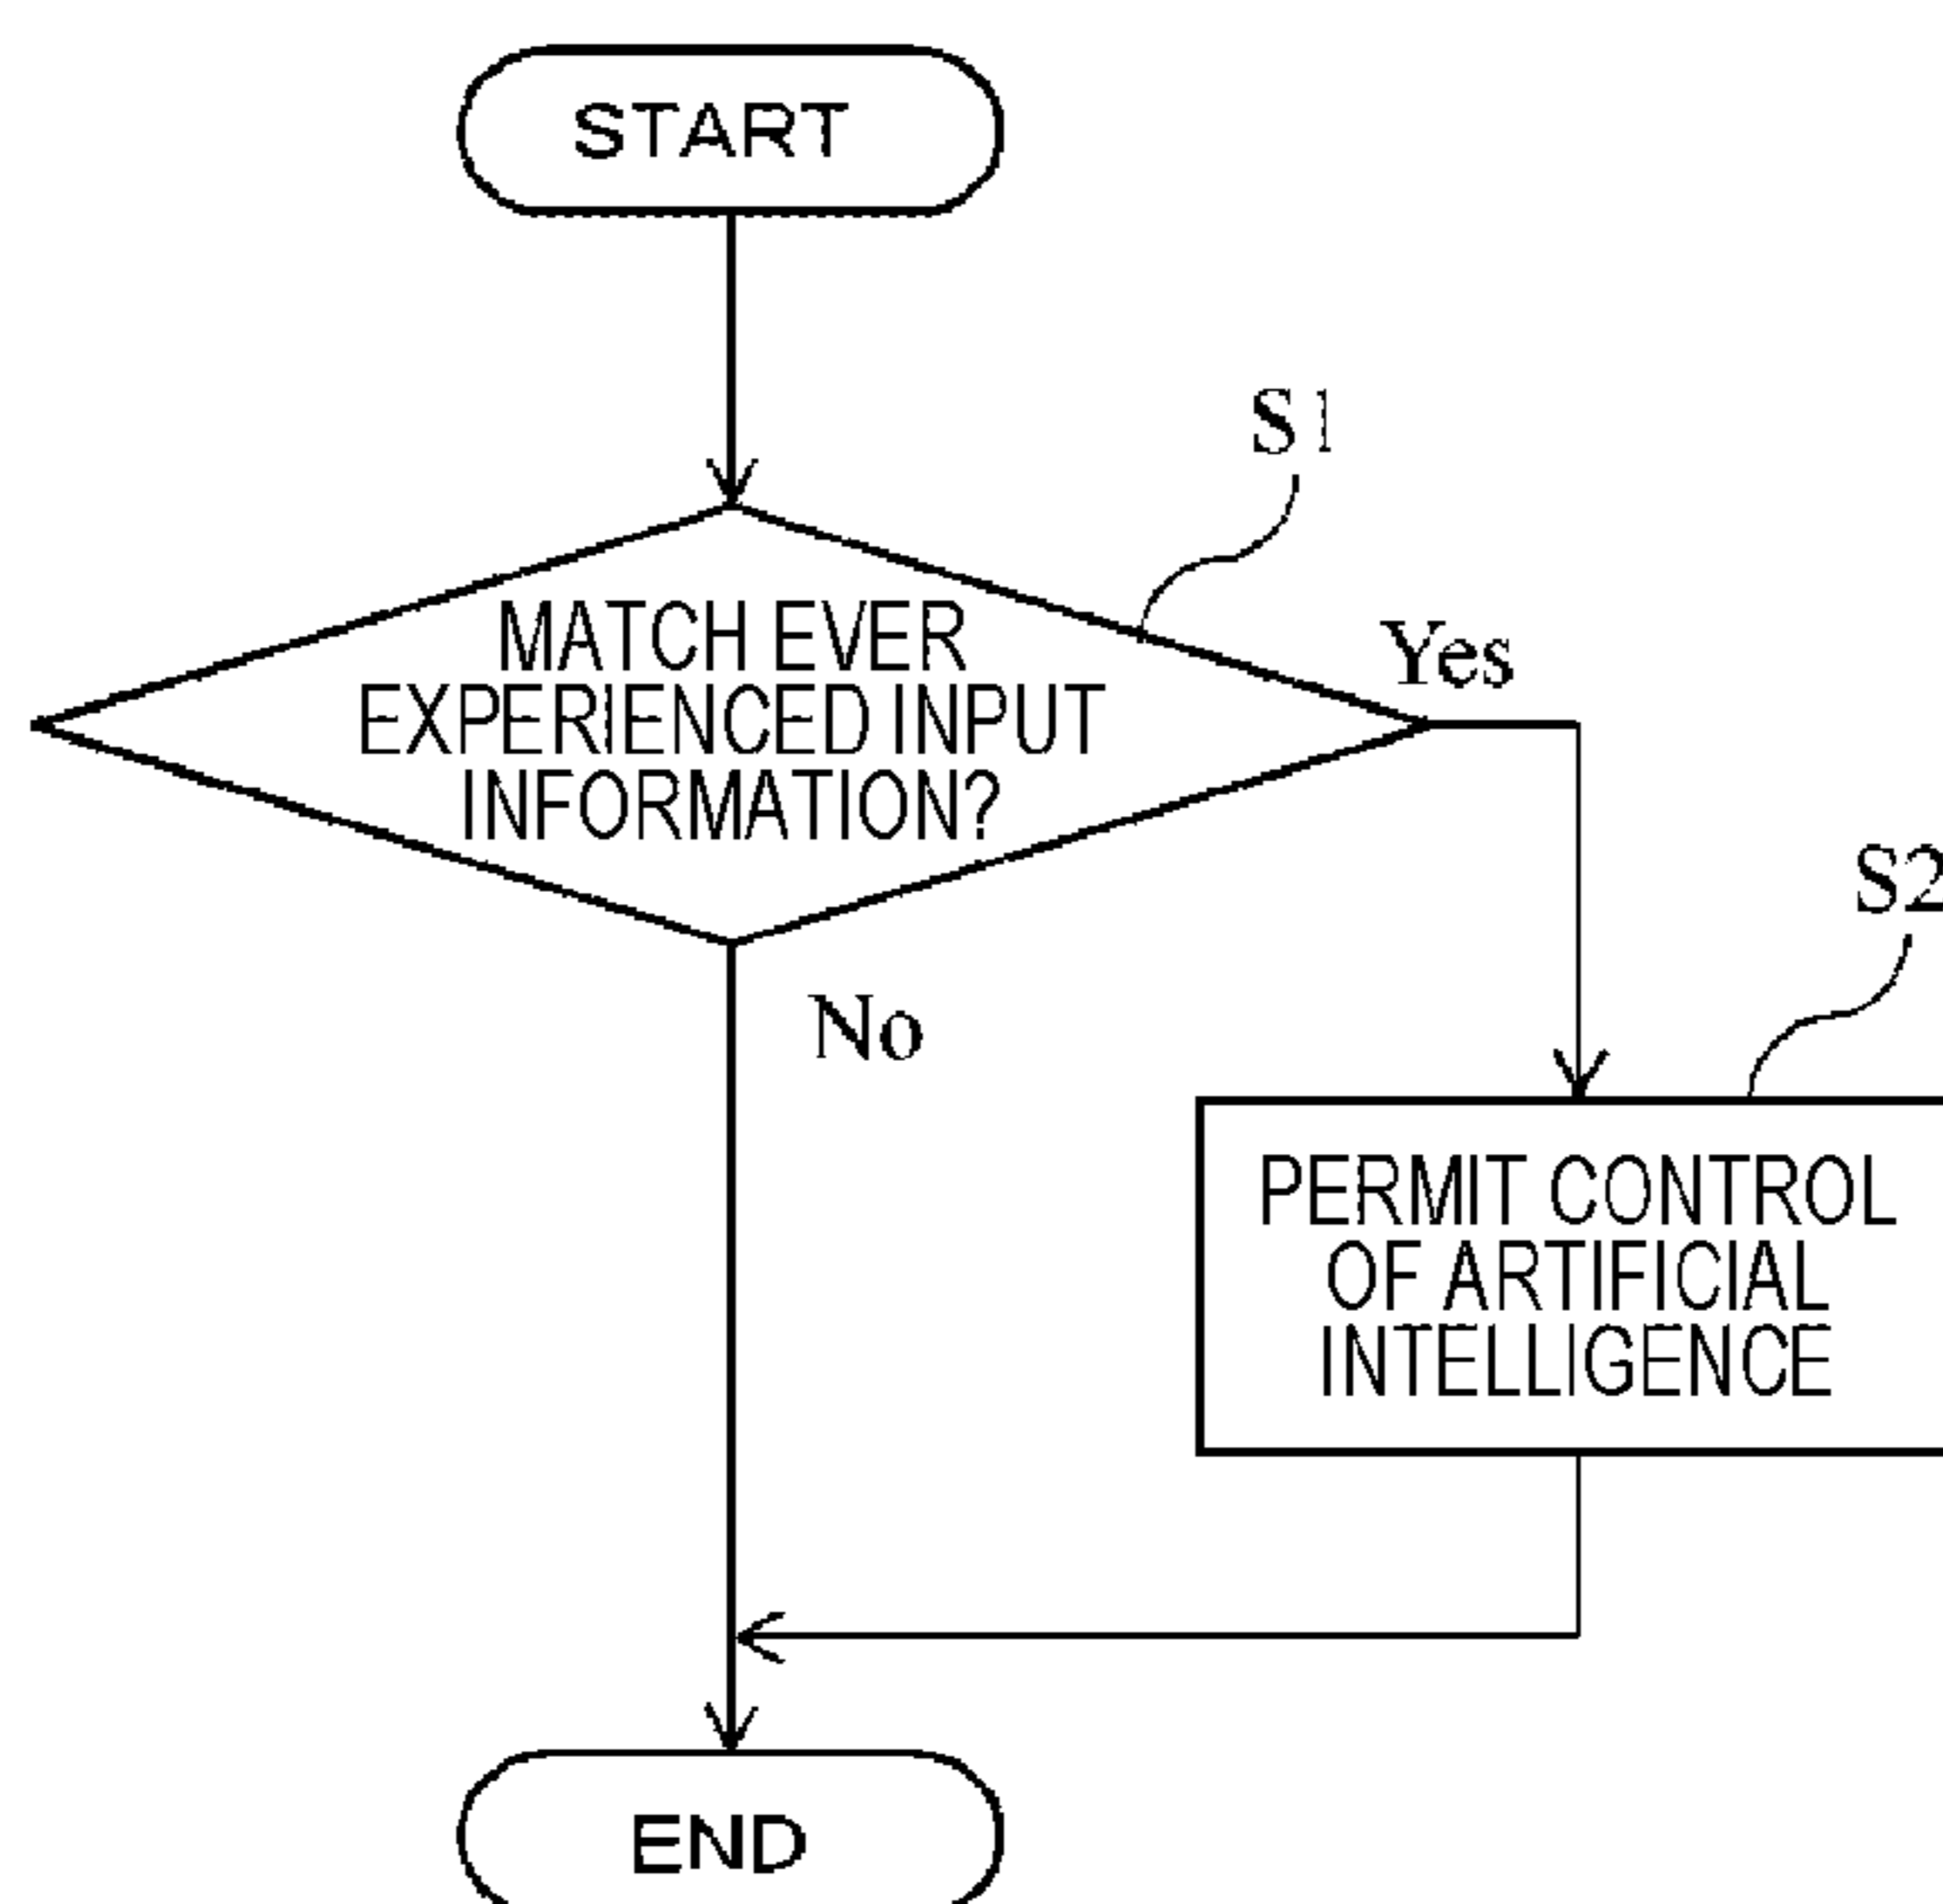 START
S1
MATCH EVER
EXPERIENCED INPUT
INFORMATION?
Yes
No
S2
PERMIT CONTROL
OF ARTIFICIAL
INTELLIGENCE
END